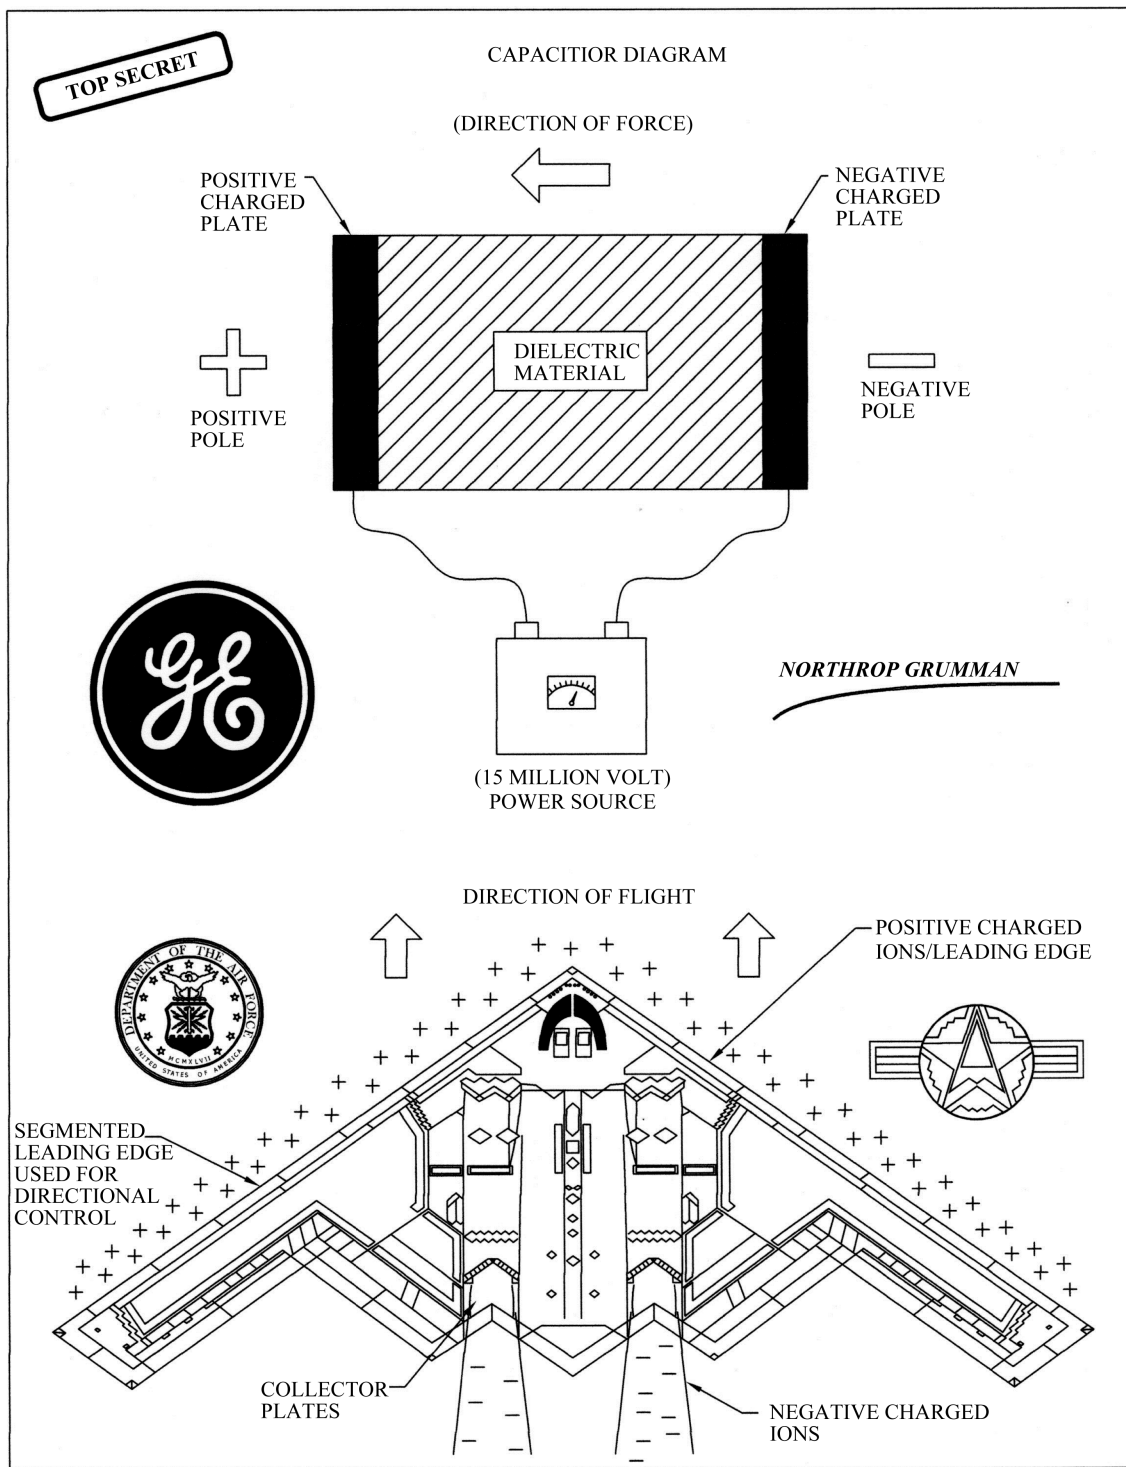 TOP SECRET
CAPACITIOR DIAGRAM
(DIRECTION OF FORCE)
POSITIVE
CHARGED
PLATE
NEGATIVE
CHARGED
PLATE
DIELECTRIC
MATERIAL
POSITIVE
POLE
NEGATIVE
POLE
GE
NORTHROP GRUMMAN
(15 MILLION VOLT)
POWER SOURCE
DIRECTION OF FLIGHT
POSITIVE CHARGED
IONS/LEADING EDGE
DEPARTMENT OF THE AIR FORCE
MCMXLVII
UNITED STATES OF AMERICA
SEGMENTED
LEADING EDGE
USED FOR
DIRECTIONAL
CONTROL
COLLECTOR
PLATES
NEGATIVE CHARGED
IONS